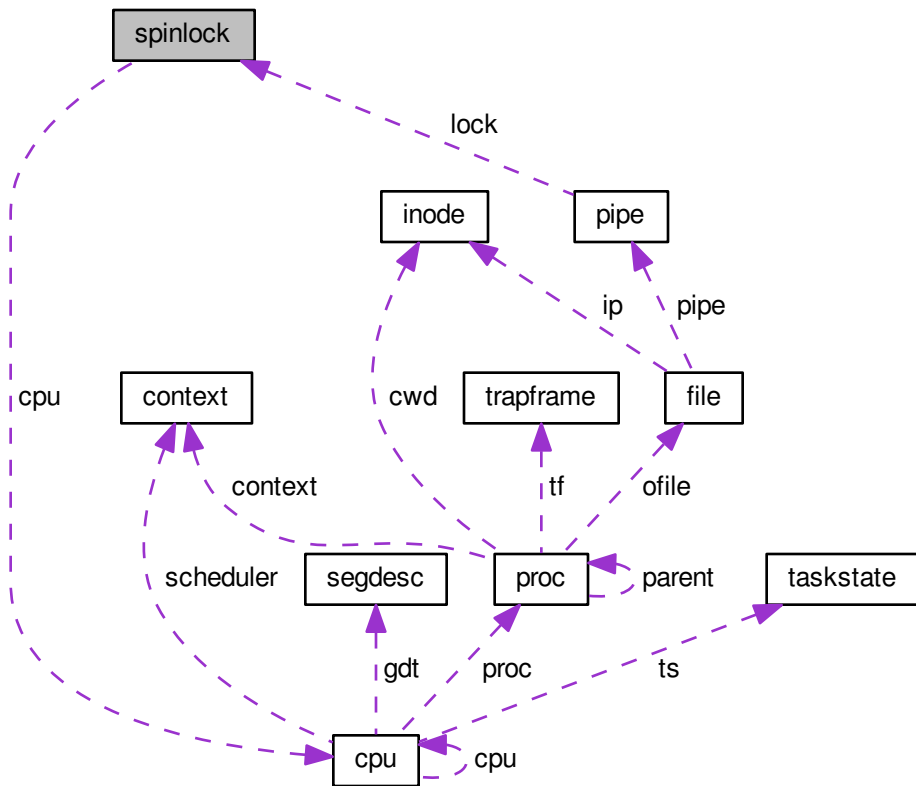 spinlock
lock
inode
pipe
ip
pipe
cpu
context
cwd
trapframe
file
context
tf
ofile
scheduler
segdesc
proc
parent
taskstate
gdt
proc
ts
cpu
cpu